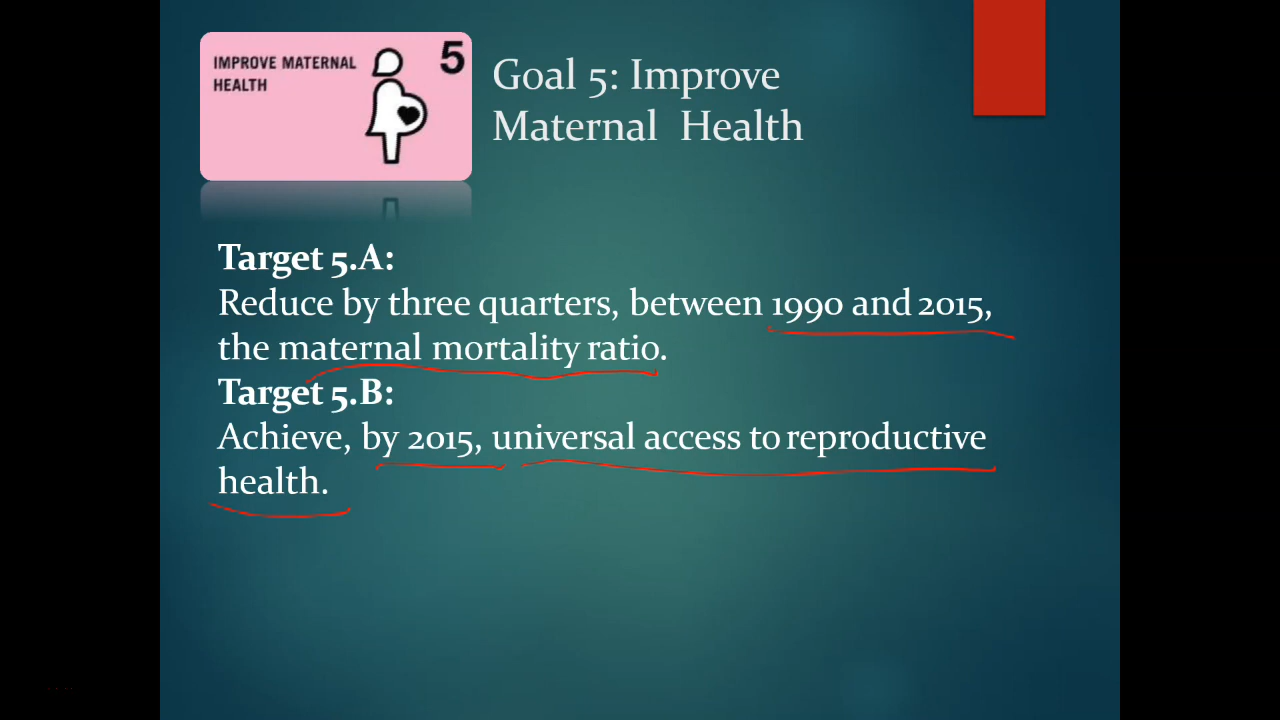 IMPROVE MATERNAL
HEALTH
5
Goal 5: Improve
Maternal Health
Target 5.A:
Reduce by three quarters, between 1990 and 2015,
the maternal mortality ratio.
Target 5.B:
Achieve, by 2015, universal access to reproductive
health.